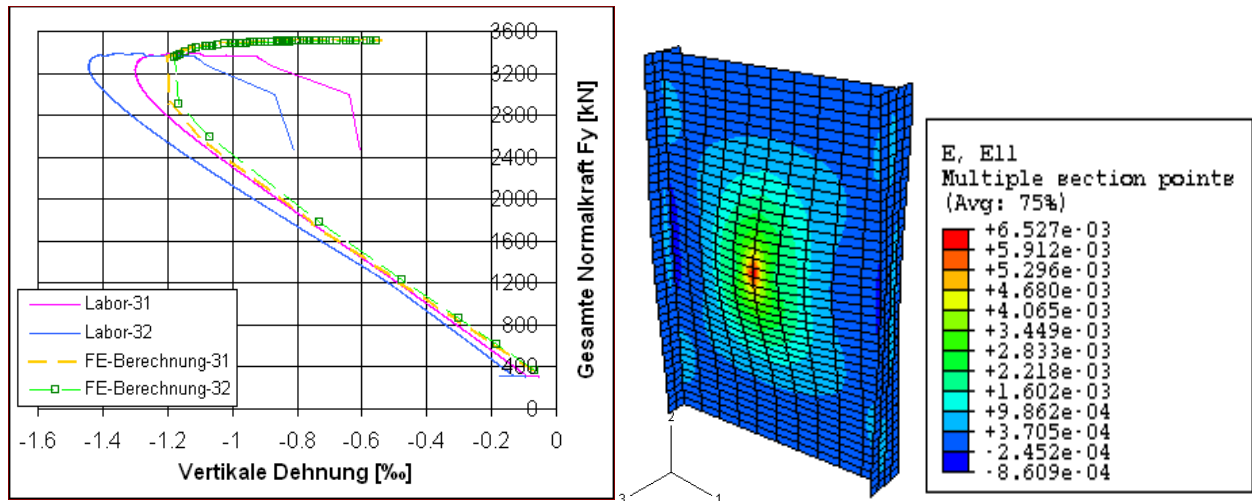 3600
3200
2800
2400
2000
1600
1200
800
400
0
-1.6 -1.4 -1.2 -1 -0.8 -0.6 -0.4 -0.2 0
Vertikale Dehnung [‰]
Gesamte Normalkraft Fy [kN]
Labor-31
Labor-32
FE-Berechnung-31
FE-Berechnung-32
2
3
1
E, E11
Multiple section points
(Avg: 75%)
+6.527e-03
+5.912e-03
+5.296e-03
+4.680e-03
+4.065e-03
+3.449e-03
+2.833e-03
+2.218e-03
+1.602e-03
+9.862e-04
+3.705e-04
-2.452e-04
-8.609e-04